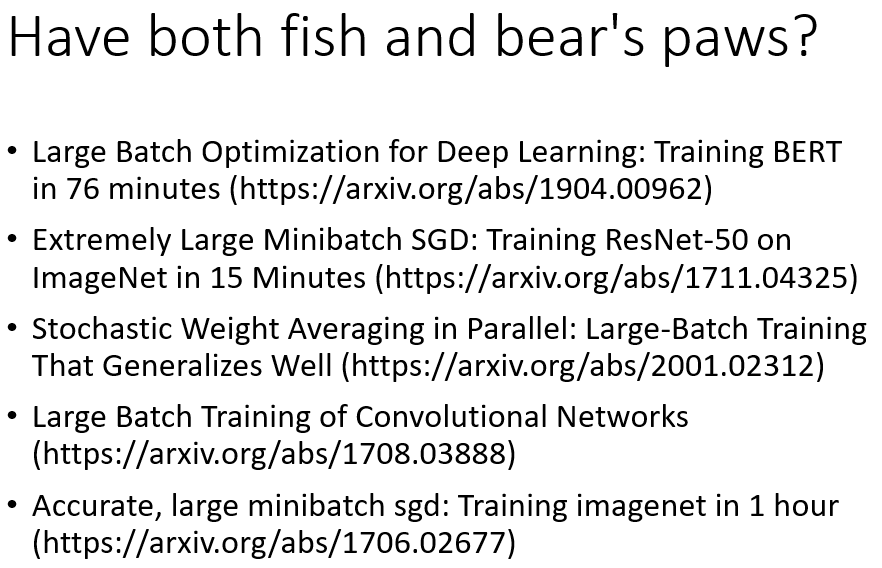 Have both fish and bear's paws?
• Large Batch Optimization for Deep Learning: Training BERT
in 76 minutes (https://arxiv.org/abs/1904.00962)
• Extremely Large Minibatch SGD: Training ResNet-50 on
ImageNet in 15 Minutes (https://arxiv.org/abs/1711.04325)
• Stochastic Weight Averaging in Parallel: Large-Batch Training
That Generalizes Well (https://arxiv.org/abs/2001.02312)
• Large Batch Training of Convolutional Networks
(https://arxiv.org/abs/1708.03888)
• Accurate, large minibatch sgd: Training imagenet in 1 hour
(https://arxiv.org/abs/1706.02677)